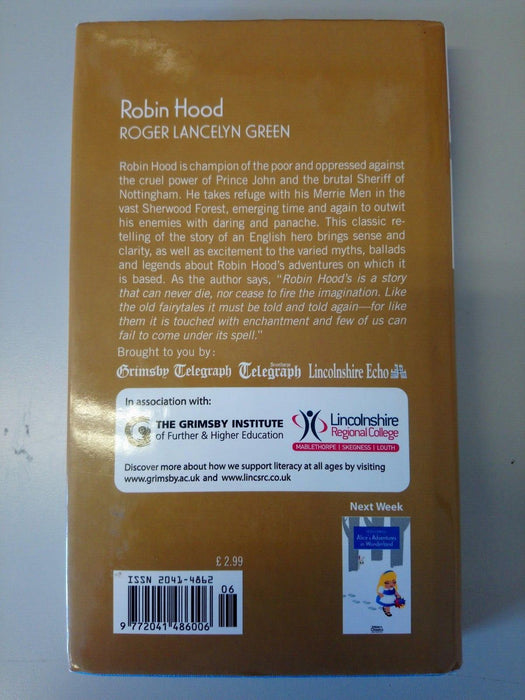 Robin Hood
ROGER LANCELYN GREEN
Robin Hood is champion of the poor and oppressed against
the cruel power of Prince John and the brutal Sheriff of
Nottingham. He takes refuge with his Merrie Men in the
vast Sherwood Forest, emerging time and again to outwit
his enemies with daring and panache. This classic re-
telling of the story of an English hero brings sense and
clarity, as well as excitement to the varied myths, ballads
and legends about Robin Hood's adventures on which it
is based. As the author says, "Robin Hood's is a story
that can never die, nor cease to fire the imagination. Like
the old fairytales it must be told and told again—for like
them it is touched with enchantment and few of us can
fail to come under its spell."
Brought to you by:
Grimsby Telegraph Scunthorpe Telegraph Lincolnshire Echo
In association with:
THE GRIMSBY INSTITUTE
of Further & Higher Education
Lincolnshire
Regional College
MABLETHORPE | SKEGNESS | LOUTH
Discover more about how we support literacy at all ages by visiting
www.grimsby.ac.uk and www.lincsrc.co.uk
Next Week
Alice's Adventures
in Wonderland
£ 2.99
ISSN 2041-4862
06
9 772041 486006